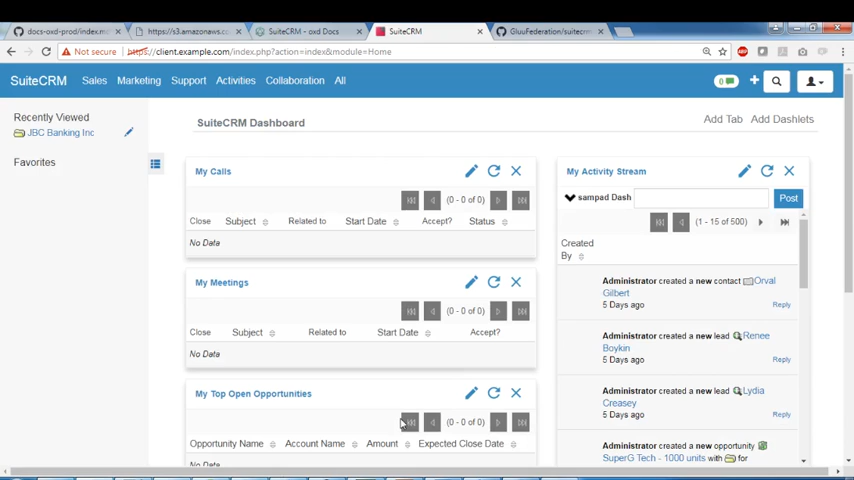 docs-oxd-prod/index.m
https://s3.amazonaws.co
SuiteCRM - oxd Docs
SuiteCRM
GluuFederation/suitecrm
Not secure
https://client.example.com/index.php?action=index&module=Home
SuiteCRM Sales Marketing Support Activities Collaboration All
0
Recently Viewed
JBC Banking Inc
Favorites
SuiteCRM Dashboard
Add Tab Add Dashlets
My Calls
(0 - 0 of 0)
Close Subject Related to Start Date Accept? Status
No Data
My Meetings
(0 - 0 of 0)
Close Subject Related to Start Date Accept?
No Data
My Top Open Opportunities
(0 - 0 of 0)
Opportunity Name Account Name Amount Expected Close Date
No Data
My Activity Stream
sampad Dash Post
(1 - 15 of 500)
Created
By
Administrator created a new contact Orval
Gilbert
5 Days ago Reply
Administrator created a new lead Renee
Boykin
5 Days ago Reply
Administrator created a new lead Lydia
Creasey
5 Days ago Reply
Administrator created a new opportunity
SuperG Tech - 1000 units with for